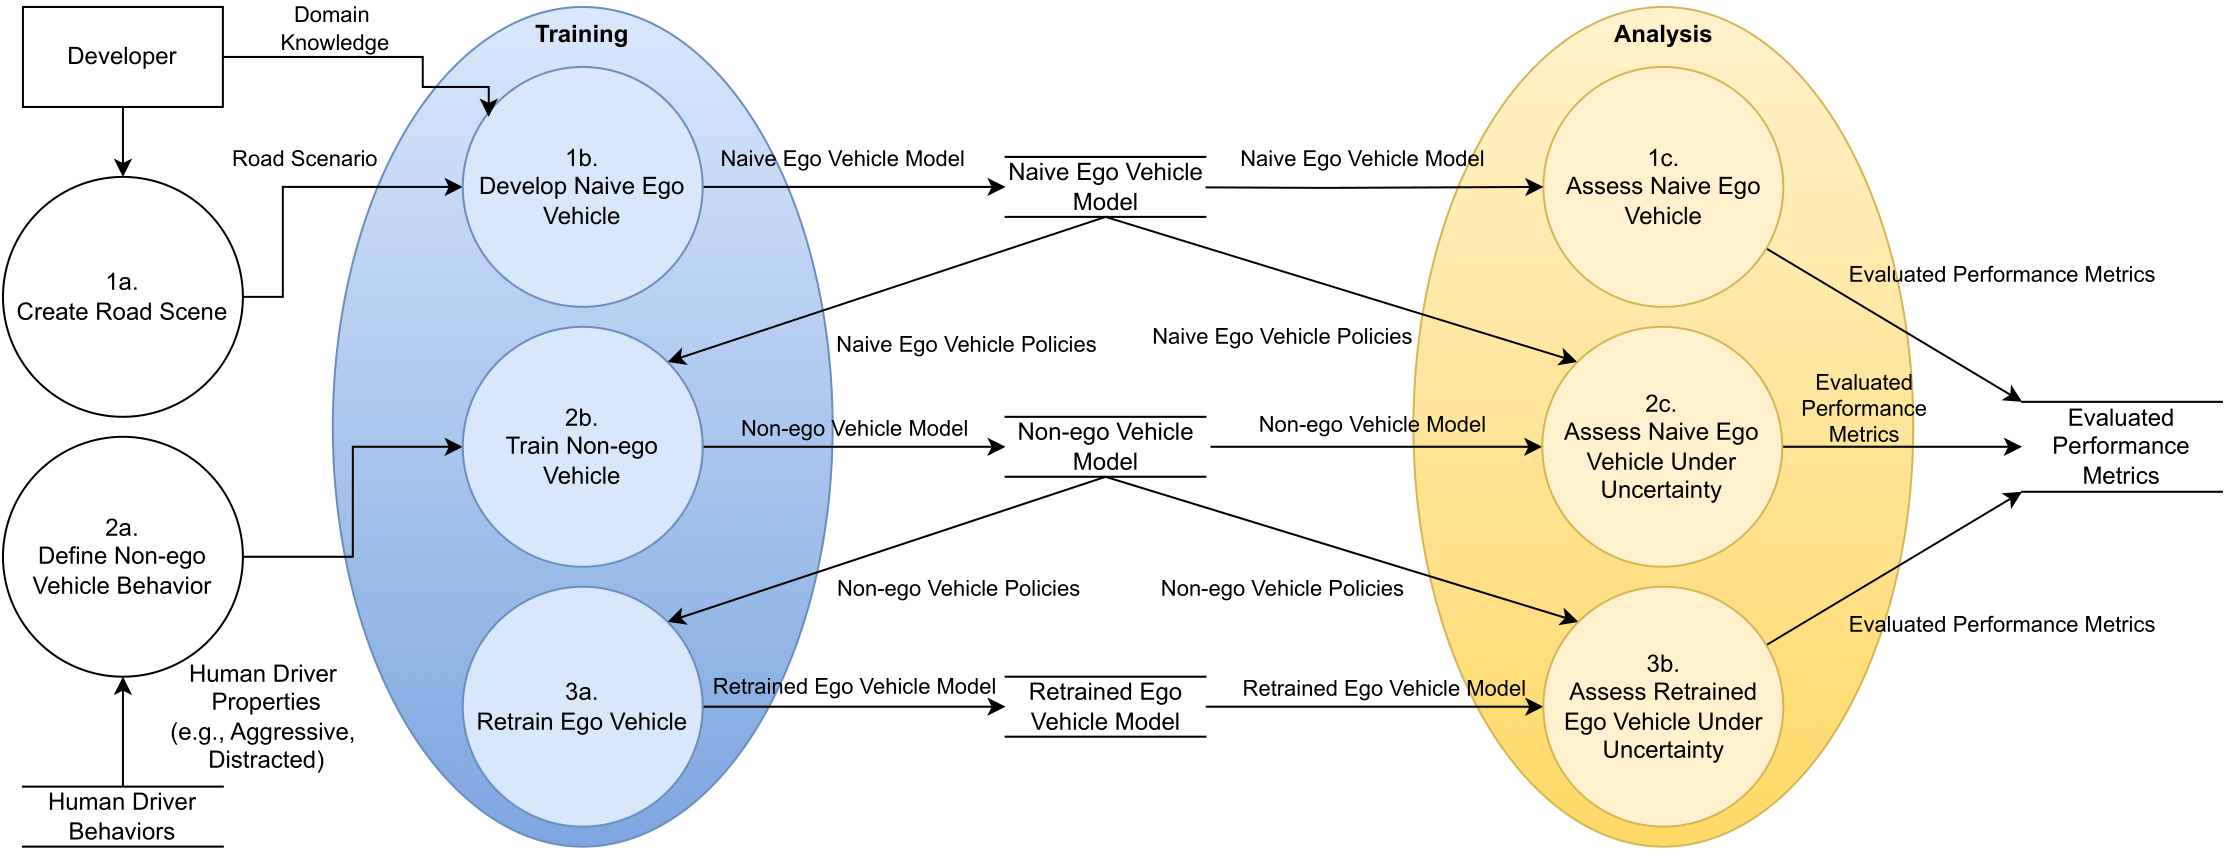 Developer
Domain
Knowledge
Training
Analysis
Road Scenario
1a.
Create Road Scene
1b.
Develop Naive Ego
Vehicle
Naive Ego Vehicle Model
Naive Ego Vehicle
Model
Naive Ego Vehicle Model
1c.
Assess Naive Ego
Vehicle
Evaluated Performance Metrics
Naive Ego Vehicle Policies
Naive Ego Vehicle Policies
2a.
Define Non-ego
Vehicle Behavior
2b.
Train Non-ego
Vehicle
Non-ego Vehicle Model
Non-ego Vehicle
Model
Non-ego Vehicle Model
2c.
Assess Naive Ego
Vehicle Under
Uncertainty
Evaluated
Performance
Metrics
Evaluated
Performance
Metrics
Non-ego Vehicle Policies
Non-ego Vehicle Policies
Evaluated Performance Metrics
Human Driver
Properties
(e.g., Aggressive,
Distracted)
Human Driver
Behaviors
3a.
Retrain Ego Vehicle
Retrained Ego Vehicle Model
Retrained Ego
Vehicle Model
Retrained Ego Vehicle Model
3b.
Assess Retrained
Ego Vehicle Under
Uncertainty